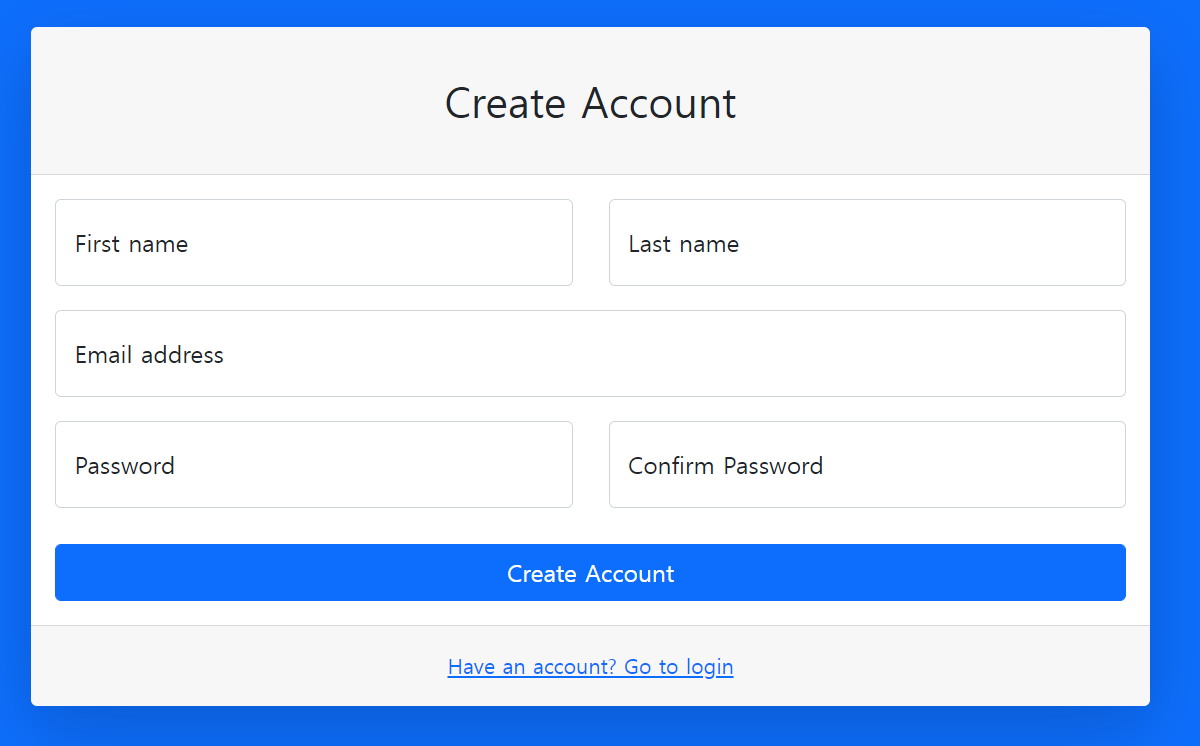 Create Account
First name
Last name
Email address
Password
Confirm Password
Create Account
Have an account? Go to login